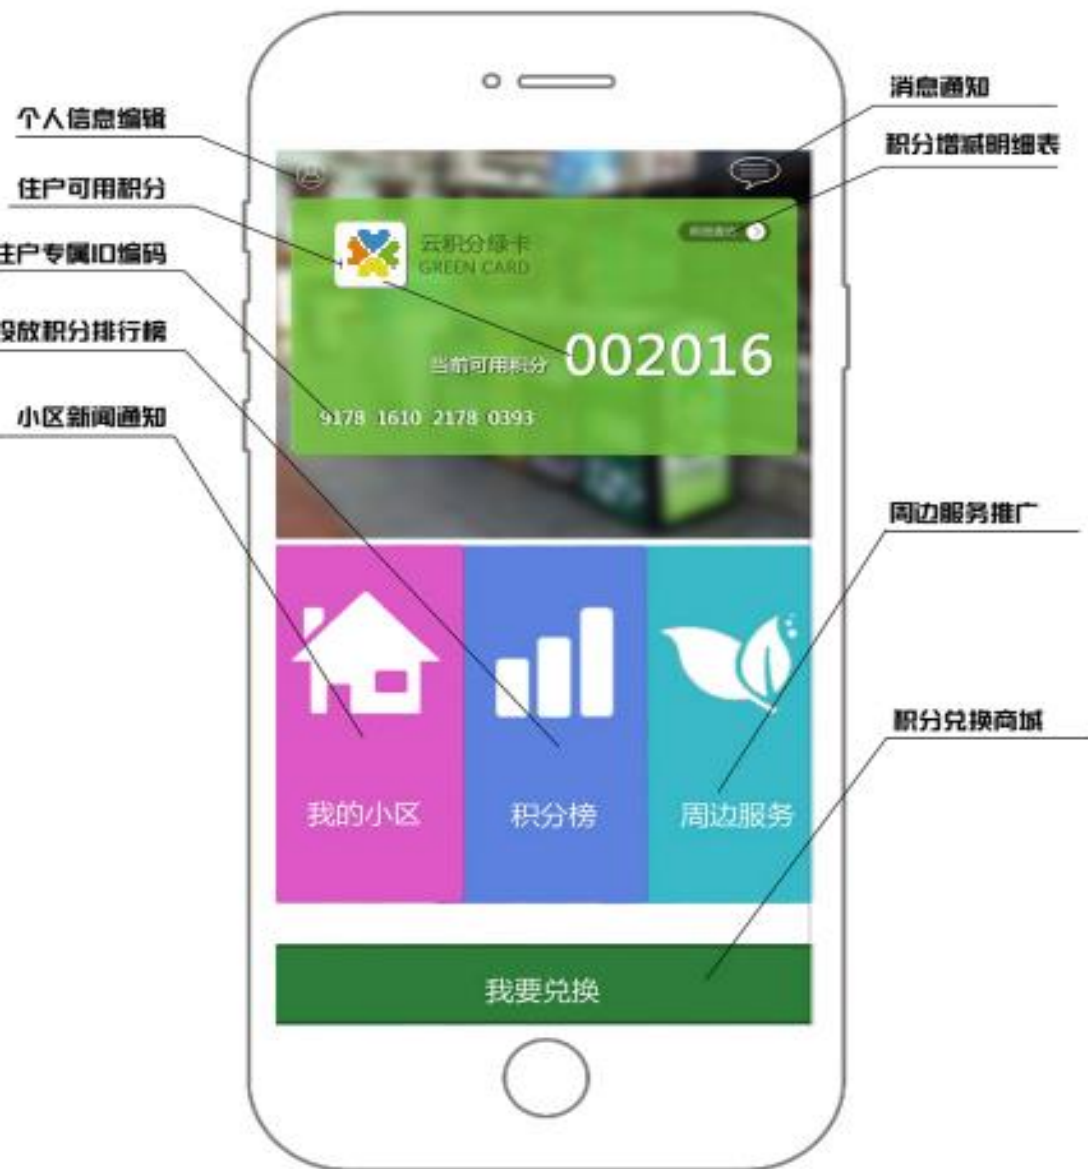 消息通知
个人信息编辑
积分增减明细表
住户可用积分
住户专属ID编码
云积分绿卡
GREEN CARD
投放积分排行榜
当前可用积分 002016
小区新闻通知
9178 1610 2178 0393
周边服务推广
积分兑换商城
我的小区
积分榜
周边服务
我要兑换